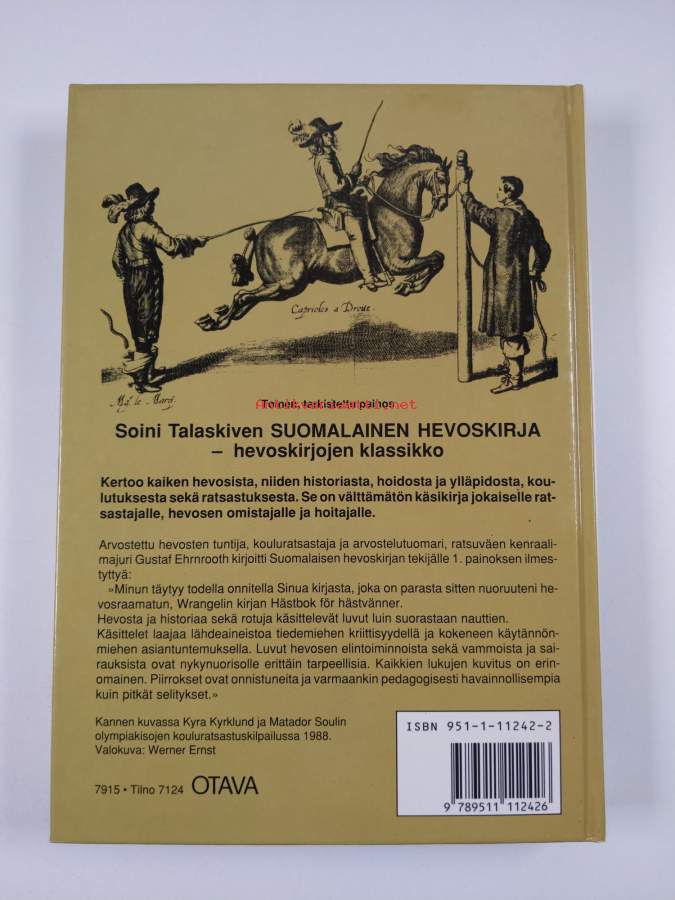 Caprioles a Droite.
Toinen, tarkistettu painos
Soini Talaskiven SUOMALAINEN HEVOSKIRJA
– hevoskirjojen klassikko
Kertoo kaiken hevosista, niiden historiasta, hoidosta ja ylläpidosta, kou-
lutuksesta sekä ratsastuksesta. Se on välttämätön käsikirja jokaiselle rat-
sastajalle, hevosen omistajalle ja hoitajalle.
Arvostettu hevosten tuntija, kouluratsastaja ja arvostelutuomari, ratsuväen kenraali-
majuri Gustaf Ehrnrooth kirjoitti Suomalaisen hevoskirjan tekijälle 1. painoksen ilmes-
tyttyä:
»Minun täytyy todella onnitella Sinua kirjasta, joka on parasta sitten nuoruuteni he-
vosraamatun, Wrangelin kirjan Hästbok för hästvänner.
Hevosta ja historiaa sekä rotuja käsittelevät luvut luin suorastaan nauttien.
Käsittelet laajaa lähdeaineistoa tiedemiehen kriittisyydellä ja kokeneen käytännön-
miehen asiantuntemuksella. Luvut hevosen elintoiminnoista sekä vammoista ja sai-
rauksista ovat nykynuorisolle erittäin tarpeellisia. Kaikkien lukujen kuvitus on erin-
omainen. Piirrokset ovat onnistuneita ja varmaankin pedagogisesti havainnollisempia
kuin pitkät selitykset.»
Kannen kuvassa Kyra Kyrklund ja Matador Soulin
olympiakisojen kouluratsastuskilpailussa 1988.
Valokuva: Werner Ernst
7915 • Tilno 7124 OTAVA
ISBN 951-1-11242-2
9 789511 112426